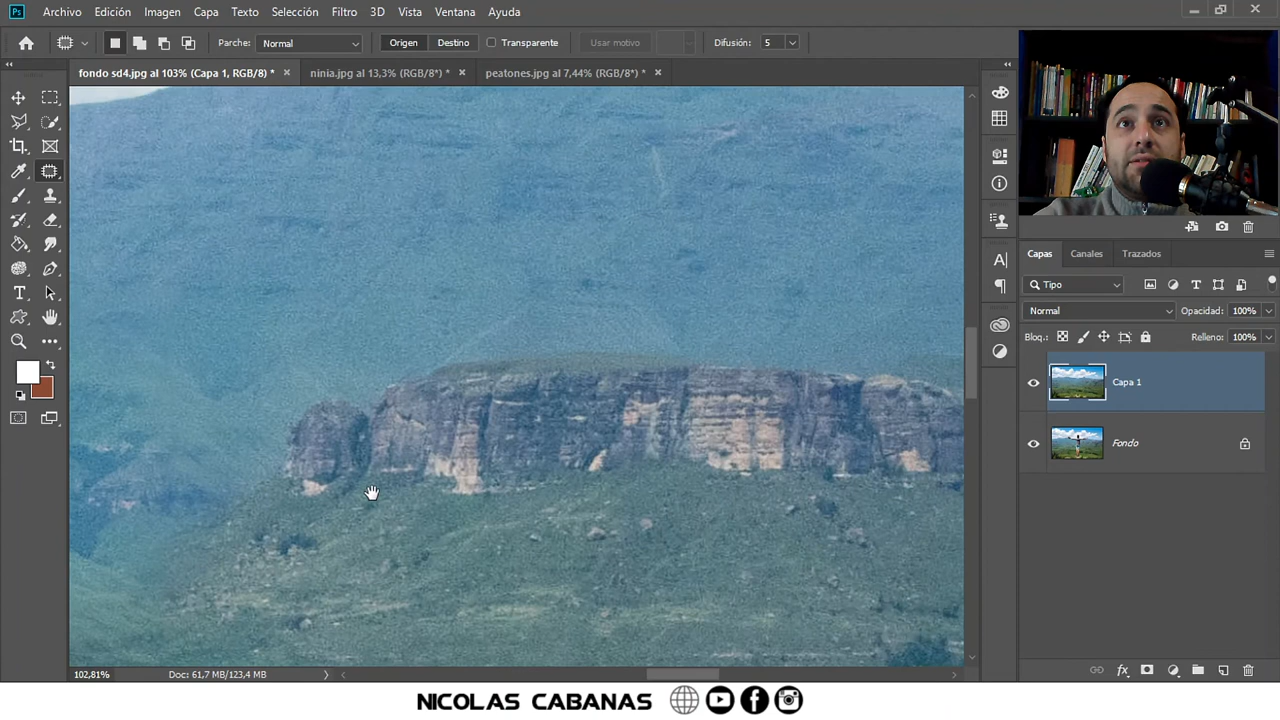 Ps Archivo Edición Imagen Capa Texto Selección Filtro 3D Vista Ventana Ayuda
Parche: Normal Origen Destino Transparente Usar motivo Difusión: 5
fondo sd4.jpg al 103% (Capa 1, RGB/8) * ninia.jpg al 13,3% (RGB/8*) * peatones.jpg al 7,44% (RGB/8*) *
Capas Canales Trazados
Tipo
Normal Opacidad: 100%
Bloq.: Relleno: 100%
Capa 1
Fondo
102,81% Doc: 61,7 MB/123,4 MB
NICOLAS CABANAS